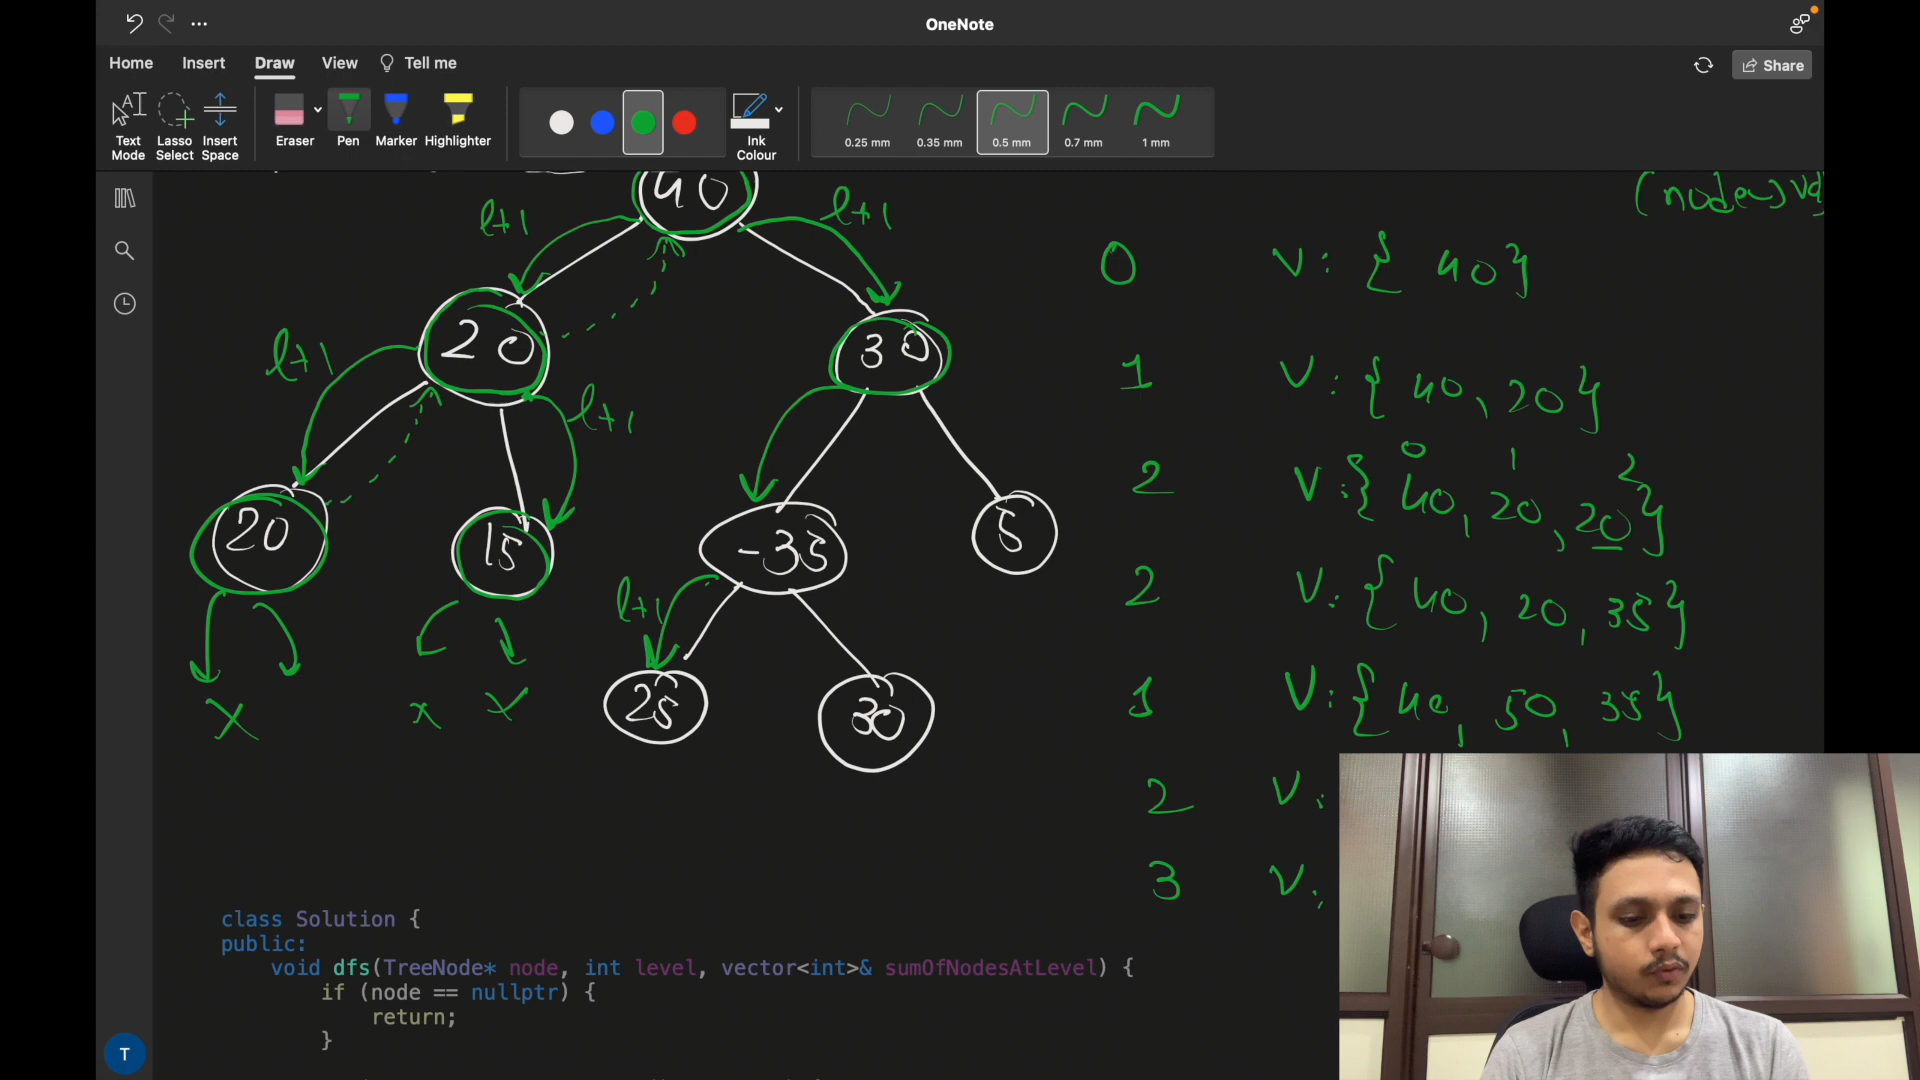 OneNote
Home Insert Draw View Tell me
Share
Text Mode
Lasso Select
Insert Space
Eraser
Pen
Marker
Highlighter
Ink Colour
0.25 mm
0.35 mm
0.5 mm
0.7 mm
1 mm
40
l+1
l+1
20
30
l+1
l+1
20
15
-35
5
l+1
X
x
X
25
30
0 V: { 40}
1 V: { 40, 20}
0 1 2
2 V: { 40, 20, 20}
2 V: { 40, 20, 35}
1 V: { 40, 50, 35}
2 V:
3 V:
class Solution {
public:
void dfs(TreeNode* node, int level, vector<int>& sumOfNodesAtLevel) {
if (node == nullptr) {
return;
}
T